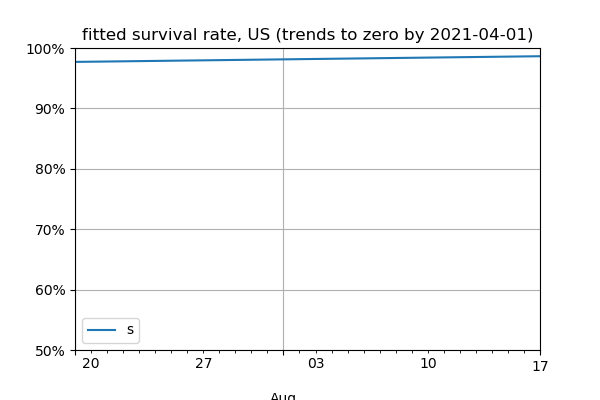 fitted survival rate, US (trends to zero by 2021-04-01)
100%
90%
80%
70%
60%
50%
s
20 27 03 10 17
Aug